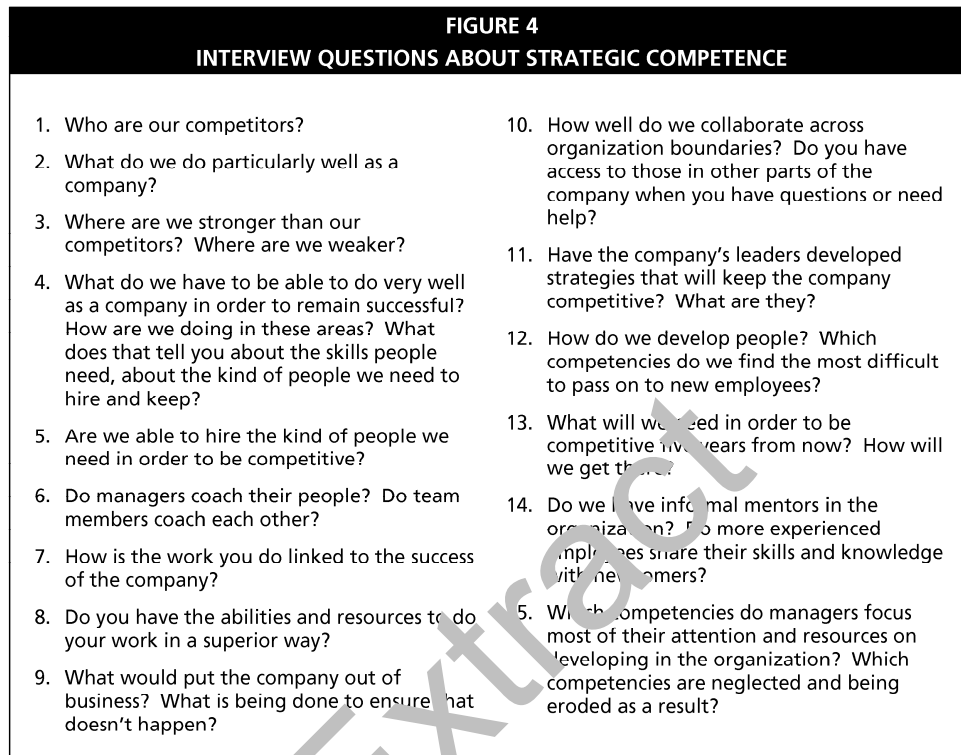 FIGURE 4
INTERVIEW QUESTIONS ABOUT STRATEGIC COMPETENCE
1. Who are our competitors?
2. What do we do particularly well as a
company?
3. Where are we stronger than our
competitors? Where are we weaker?
4. What do we have to be able to do very well
as a company in order to remain successful?
How are we doing in these areas? What
does that tell you about the skills people
need, about the kind of people we need to
hire and keep?
5. Are we able to hire the kind of people we
need in order to be competitive?
6. Do managers coach their people? Do team
members coach each other?
7. How is the work you do linked to the success
of the company?
8. Do you have the abilities and resources to do
your work in a superior way?
9. What would put the company out of
business? What is being done to ensure that
doesn't happen?
10. How well do we collaborate across
organization boundaries? Do you have
access to those in other parts of the
company when you have questions or need
help?
11. Have the company's leaders developed
strategies that will keep the company
competitive? What are they?
12. How do we develop people? Which
competencies do we find the most difficult
to pass on to new employees?
13. What will we need in order to be
competitive five years from now? How will
we get there?
14. Do we have informal mentors in the
organization? Do more experienced
employees share their skills and knowledge
with newcomers?
15. Which competencies do managers focus
most of their attention and resources on
developing in the organization? Which
competencies are neglected and being
eroded as a result?
Extract